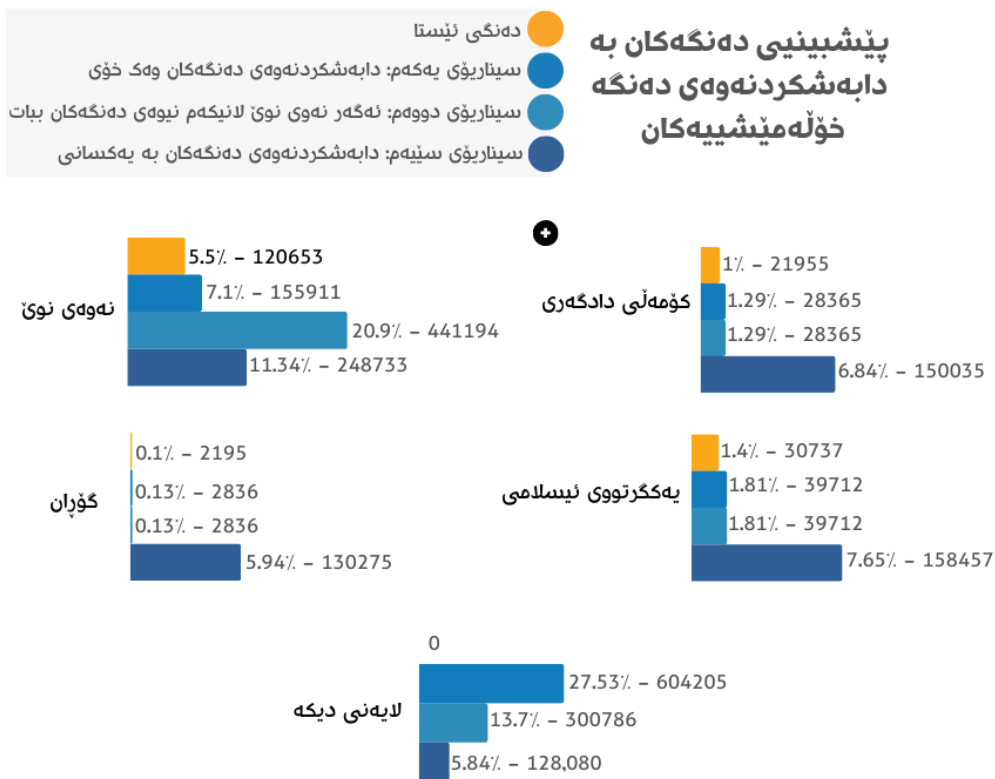 پێشبینیی دەنگەکان بە
دابەشکردنەوەی دەنگە
خۆڵەمێشییەکان
دەنگی ئێستا
سیناریۆی یەکەم: دابەشکردنەوەی دەنگەکان وەک خۆی
سیناریۆی دووەم: ئەگەر نەوی نوێ لانیکەم نیوەی دەنگەکان ببات
سیناریۆی سێیەم: دابەشکردنەوەی دەنگەکان بە یەکسانی
کۆمەڵی دادگەری
1% – 21955
1.29% – 28365
1.29% – 28365
6.84% – 150035
نەوەی نوێ
5.5% – 120653
7.1% – 155911
20.9% – 441194
11.34% – 248733
یەکگرتووی ئیسلامی
1.4% – 30737
1.81% – 39712
1.81% – 39712
7.65% – 158457
گۆڕان
0.1% – 2195
0.13% – 2836
0.13% – 2836
5.94% – 130275
لایەنی دیکە
0
27.53% – 604205
13.7% – 300786
5.84% – 128,080